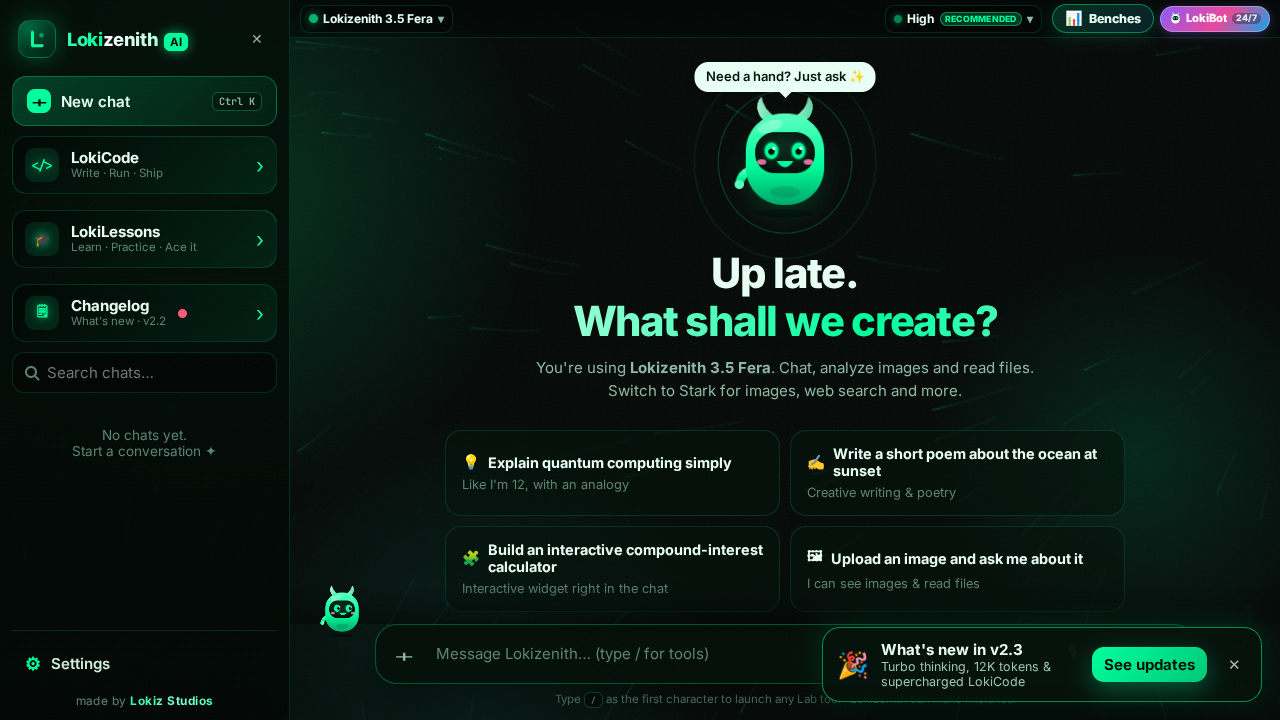 Lokizenith AI
New chat
Ctrl K
LokiCode
Write · Run · Ship
LokiLessons
Learn · Practice · Ace it
Changelog
What's new · v2.2
Search chats...
No chats yet.
Start a conversation ✦
Settings
made by Lokiz Studios
Lokizenith 3.5 Fera ▾
High RECOMMENDED ▾
Benches
LokiBot 24/7
Need a hand? Just ask ✨
Up late.
What shall we create?
You're using Lokizenith 3.5 Fera. Chat, analyze images and read files.
Switch to Stark for images, web search and more.
Explain quantum computing simply
Like I'm 12, with an analogy
Write a short poem about the ocean at
sunset
Creative writing & poetry
Build an interactive compound-interest
calculator
Interactive widget right in the chat
Upload an image and ask me about it
I can see images & read files
Message Lokizenith... (type / for tools)
Type / as the first character to launch any Lab
What's new in v2.3
Turbo thinking, 12K tokens &
supercharged LokiCode
See updates